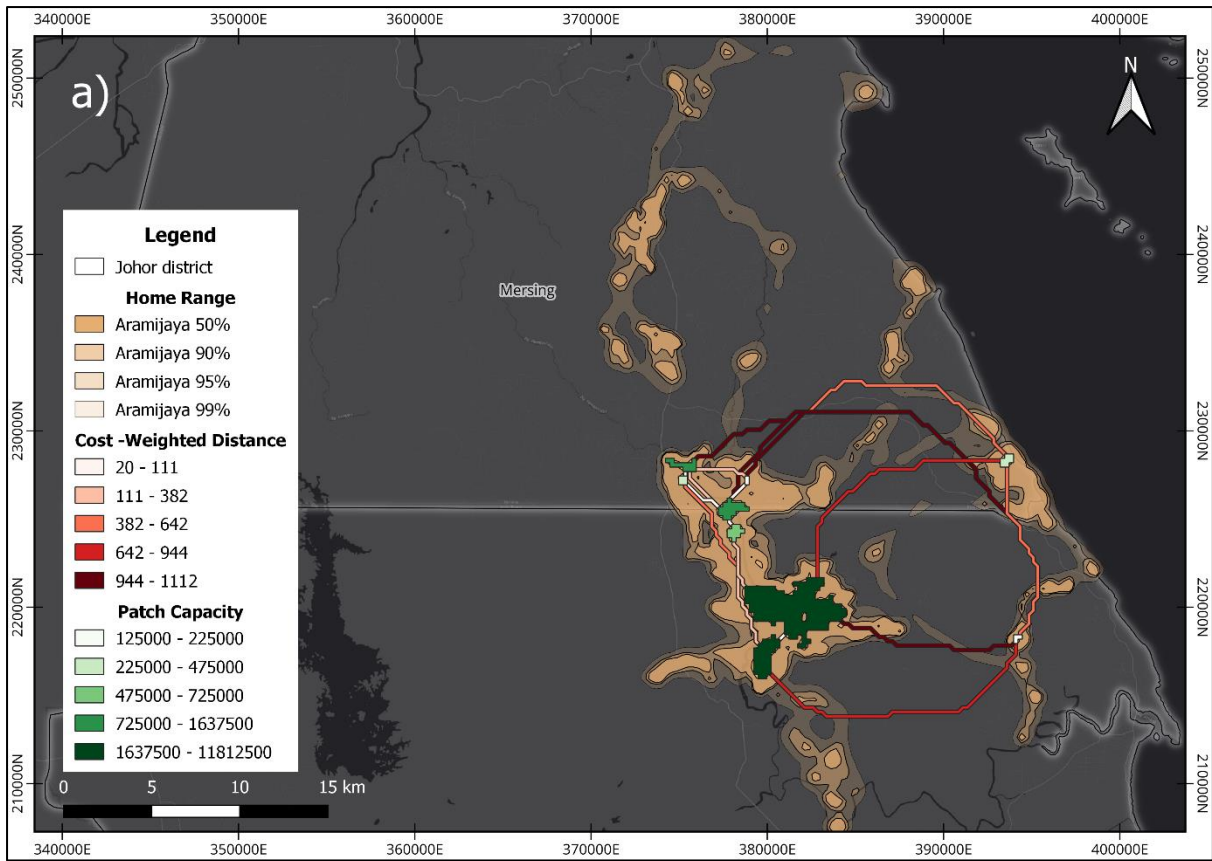 340000E 350000E 360000E 370000E 380000E 390000E 400000E
a)
N
250000N 250000N
240000N 240000N
230000N 230000N
220000N 220000N
210000N 210000N
Mersing
Legend
Johor district
Home Range
Aramijaya 50%
Aramijaya 90%
Aramijaya 95%
Aramijaya 99%
Cost -Weighted Distance
20 - 111
111 - 382
382 - 642
642 - 944
944 - 1112
Patch Capacity
125000 - 225000
225000 - 475000
475000 - 725000
725000 - 1637500
1637500 - 11812500
0 5 10 15 km
340000E 350000E 360000E 370000E 380000E 390000E 400000E